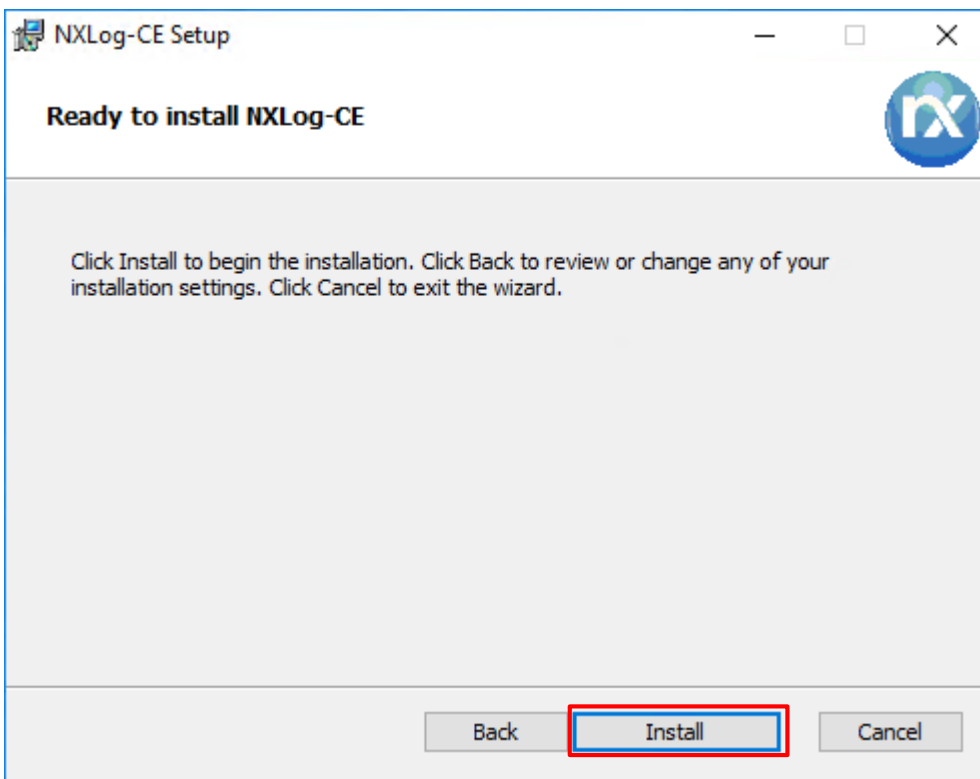 NXLog-CE Setup
Ready to install NXLog-CE
nx
Click Install to begin the installation. Click Back to review or change any of your
installation settings. Click Cancel to exit the wizard.
Back
Install
Cancel